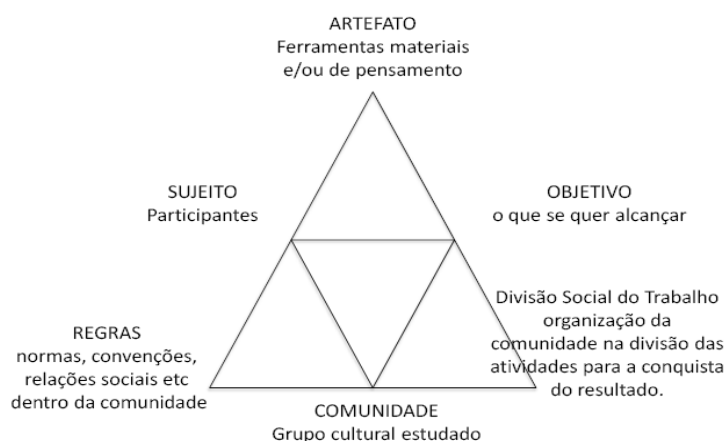 ARTEFATO
Ferramentas materiais
e/ou de pensamento
SUJEITO
Participantes
OBJETIVO
o que se quer alcançar
REGRAS
normas, convenções,
relações sociais etc
dentro da comunidade
COMUNIDADE
Grupo cultural estudado
Divisão Social do Trabalho
organização da
comunidade na divisão das
atividades para a conquista
do resultado.